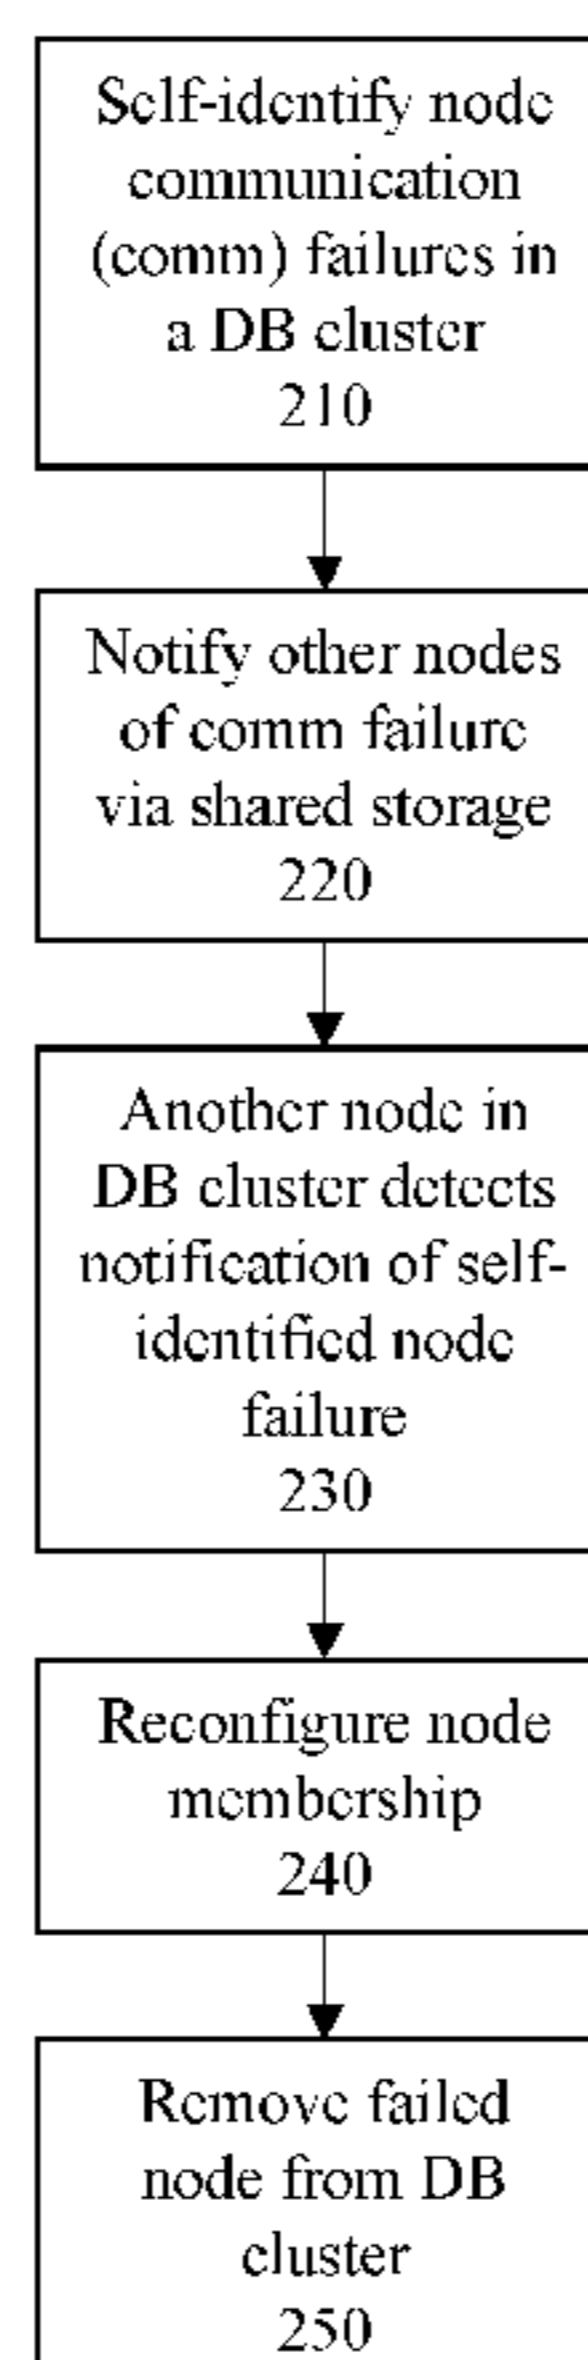 Self-identify node
communication
(comm) failures in
a DB cluster
210
Notify other nodes
of comm failure
via shared storage
220
Another node in
DB cluster detects
notification of self-
identified node
failure
230
Reconfigure node
membership
240
Remove failed
node from DB
cluster
250